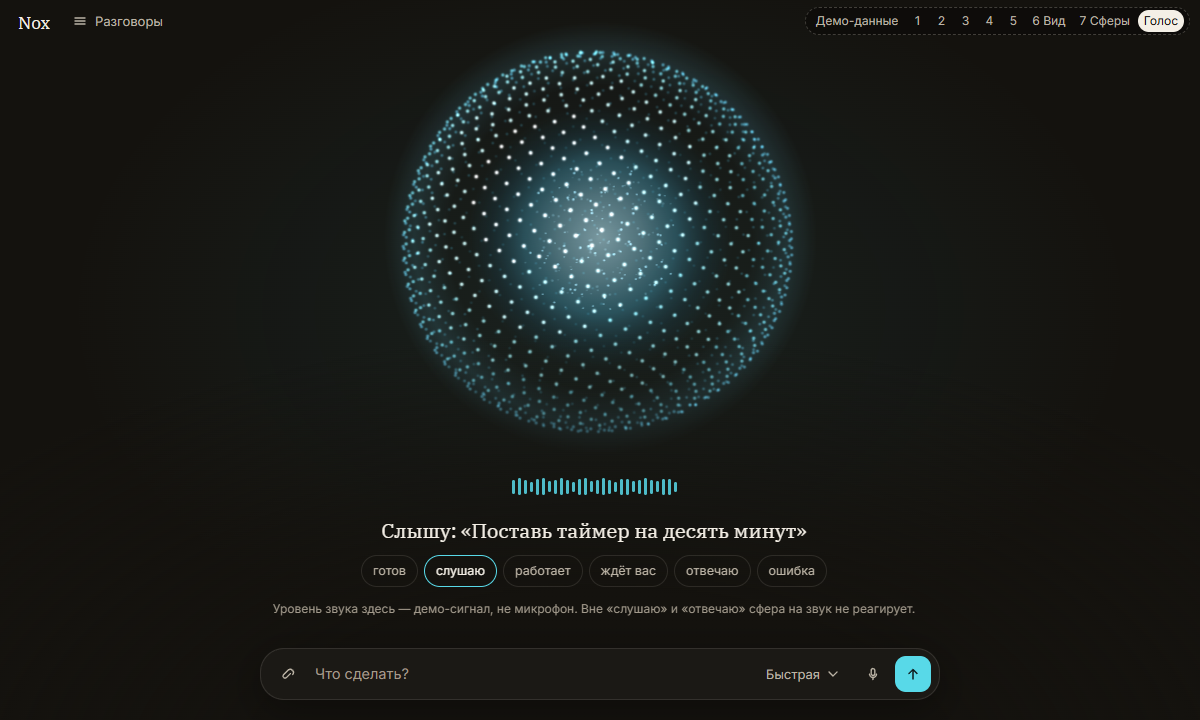 Nox
Разговоры
Демо-данные 1 2 3 4 5 6 Вид 7 Сферы Голос
Слышу: «Поставь таймер на десять минут»
готов слушаю работает ждёт вас отвечаю ошибка
Уровень звука здесь — демо-сигнал, не микрофон. Вне «слушаю» и «отвечаю» сфера на звук не реагирует.
Что сделать? Быстрая